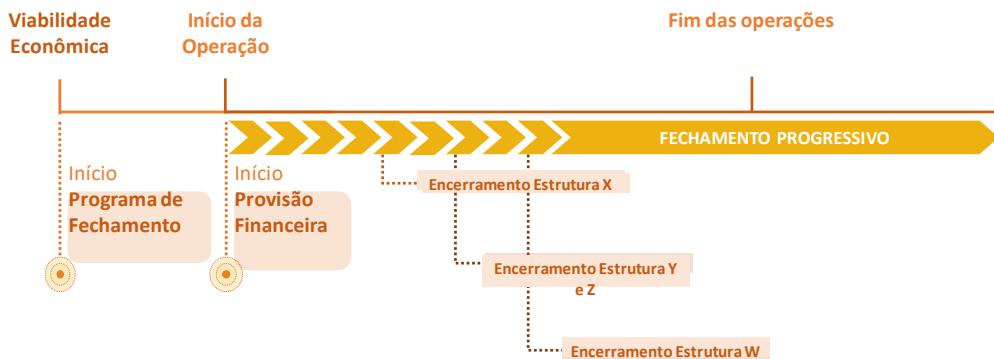 Viabilidade
Econômica
Início da
Operação
Fim das operações
FECHAMENTO PROGRESSIVO
Início
Programa de
Fechamento
Início
Provisão
Financeira
Encerramento Estrutura X
Encerramento Estrutura Y
e Z
Encerramento Estrutura W